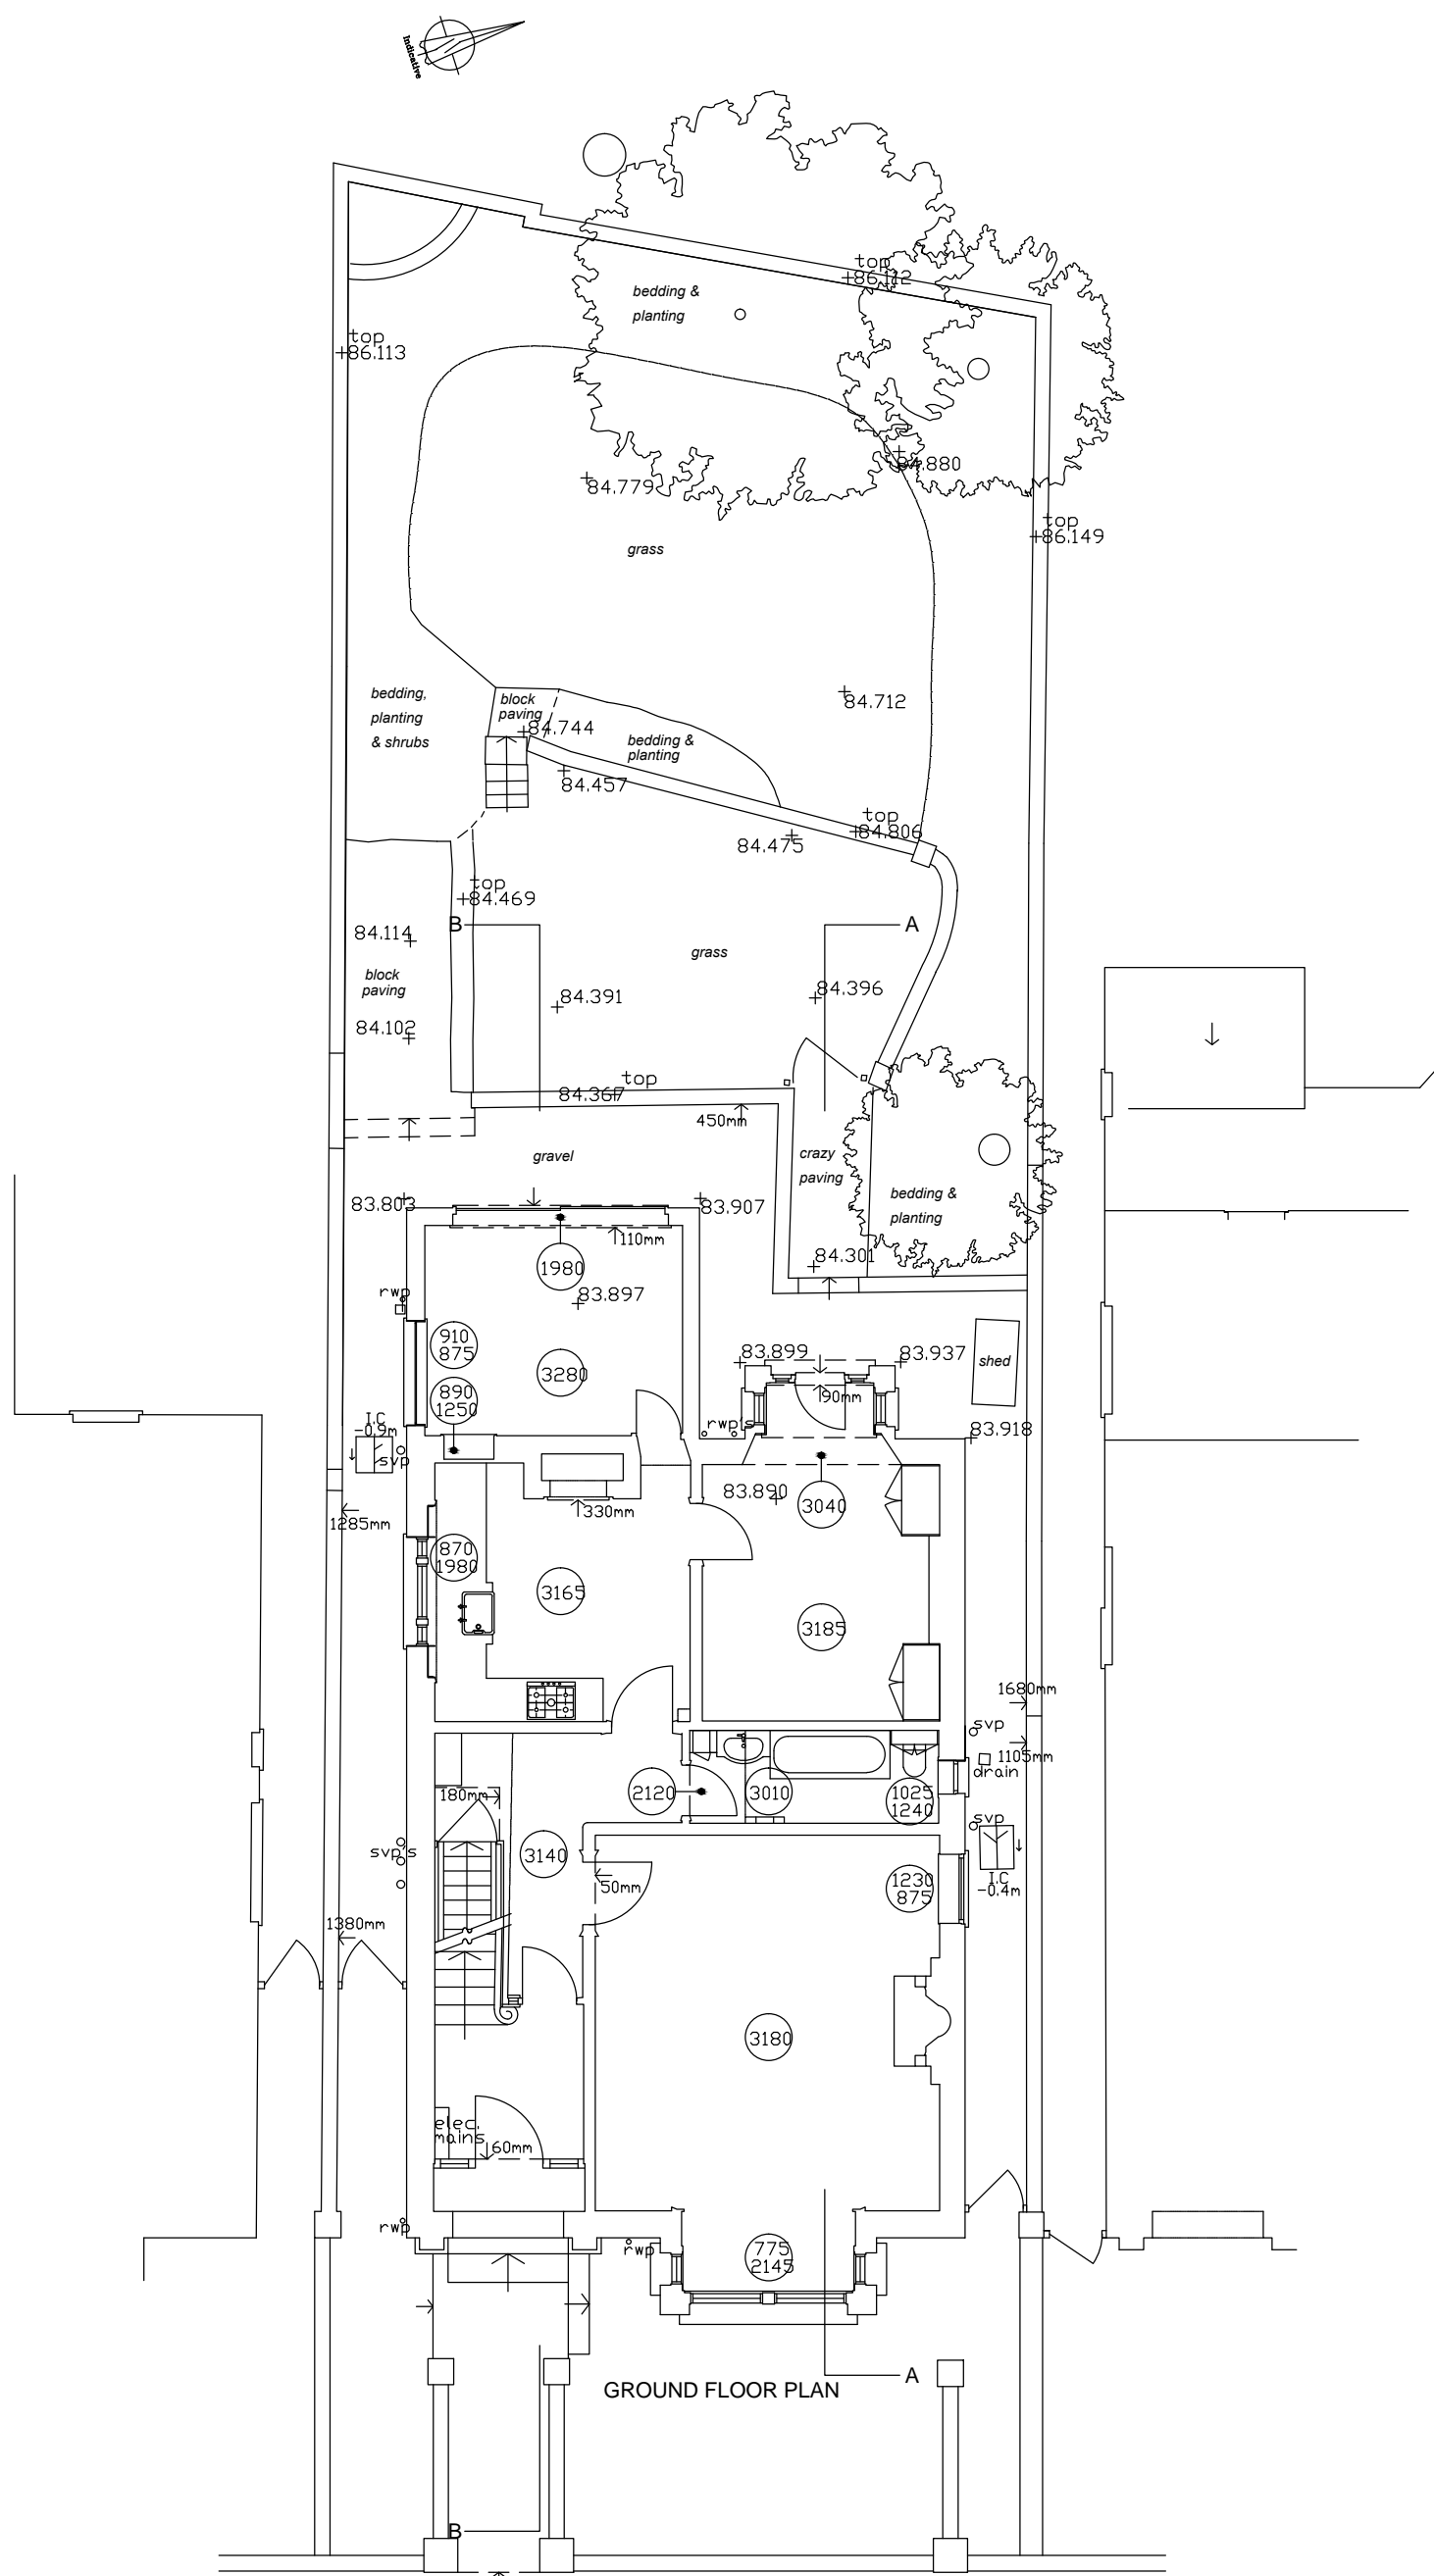 Indicative
top
86.112
bedding &
planting
top
86.113
84.880
84.779
top
86.149
grass
bedding,
planting
& shrubs
block
paving
84.712
84.744
bedding &
planting
84.457
top
84.806
84.475
top
84.469
B
A
84.114
grass
block
paving
84.391
84.396
84.102
top
84.367
450mm
crazy
paving
gravel
bedding &
planting
83.803
83.907
110mm
84.301
1980
83.897
rwp
910
875
83.899
83.937
shed
3280
890
1250
90mm
I.C
-0.9m
rwp's
83.918
svp
83.890
3040
330mm
1285mm
870
1980
3165
3185
1680mm
svp
1105mm
drain
180mm
2120
3010
1025
1240
svp
svp's
3140
1230
875
I.C
-0.4m
50mm
1380mm
3180
elec.
mains
60mm
rwp
rwp
775
2145
A
GROUND FLOOR PLAN
B